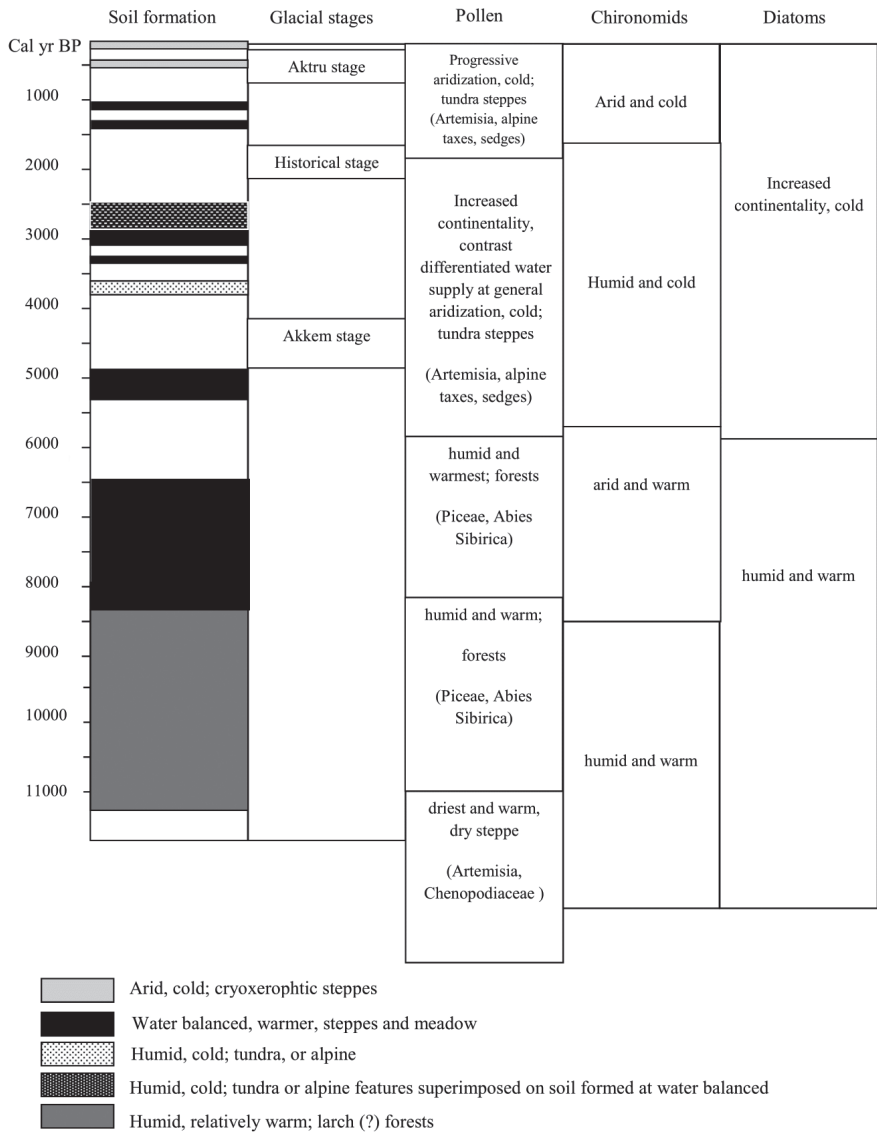 Soil formation
Glacial stages
Pollen
Chironomids
Diatoms
Cal yr BP
1000
2000
3000
4000
5000
6000
7000
8000
9000
10000
11000
Aktru stage
Historical stage
Akkem stage
Progressive
aridization, cold;
tundra steppes
(Artemisia, alpine
taxes, sedges)
Increased
continentality,
contrast
differentiated water
supply at general
aridization, cold;
tundra steppes
(Artemisia, alpine
taxes, sedges)
humid and
warmest; forests
(Piceae, Abies
Sibirica)
humid and warm;
forests
(Piceae, Abies
Sibirica)
driest and warm,
dry steppe
(Artemisia,
Chenopodiaceae )
Arid and cold
Humid and cold
arid and warm
humid and warm
Increased
continentality, cold
humid and warm
Arid, cold; cryoxerophtic steppes
Water balanced, warmer, steppes and meadow
Humid, cold; tundra, or alpine
Humid, cold; tundra or alpine features superimposed on soil formed at water balanced
Humid, relatively warm; larch (?) forests